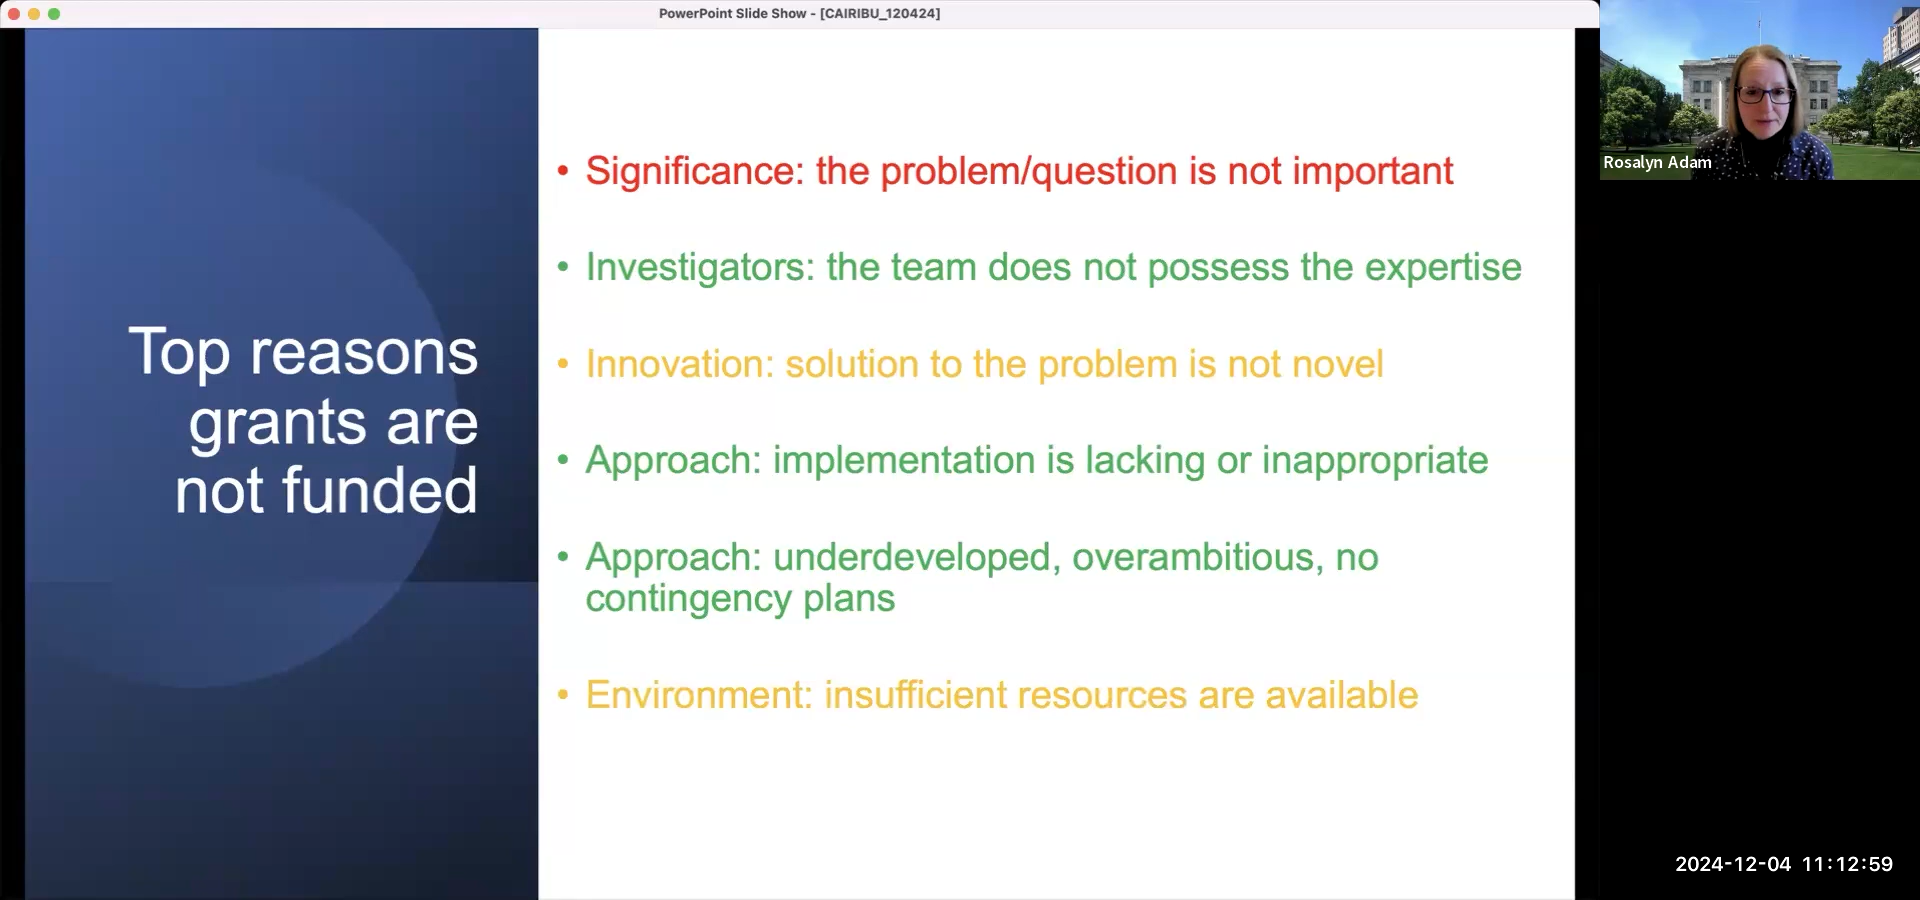 PowerPoint Slide Show - [CAIRIBU_120424]
Top reasons
grants are
not funded
• Significance: the problem/question is not important
• Investigators: the team does not possess the expertise
• Innovation: solution to the problem is not novel
• Approach: implementation is lacking or inappropriate
• Approach: underdeveloped, overambitious, no
contingency plans
• Environment: insufficient resources are available
Rosalyn Adam
2024-12-04 11:12:59